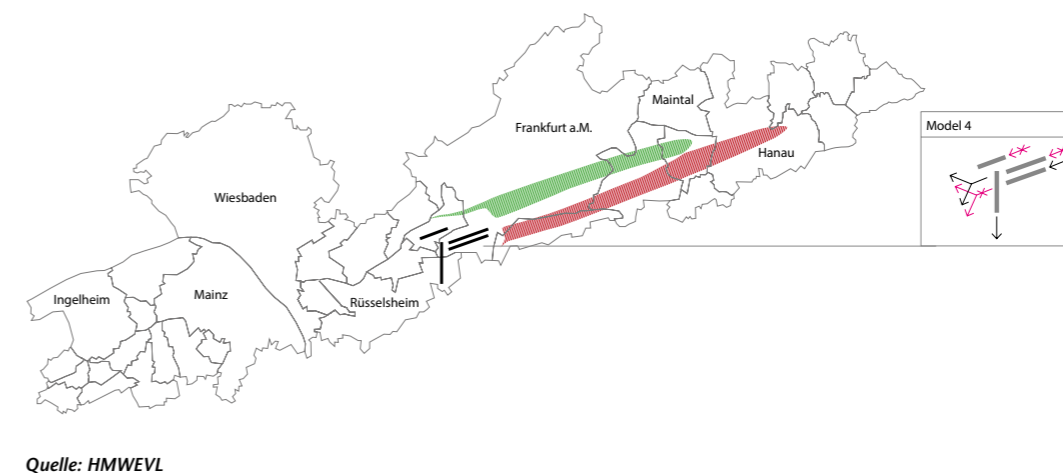 Maintal
Frankfurt a.M.
Model 4
Hanau
Wiesbaden
Ingelheim
Mainz
Rüsselsheim
Quelle: HMWEVL